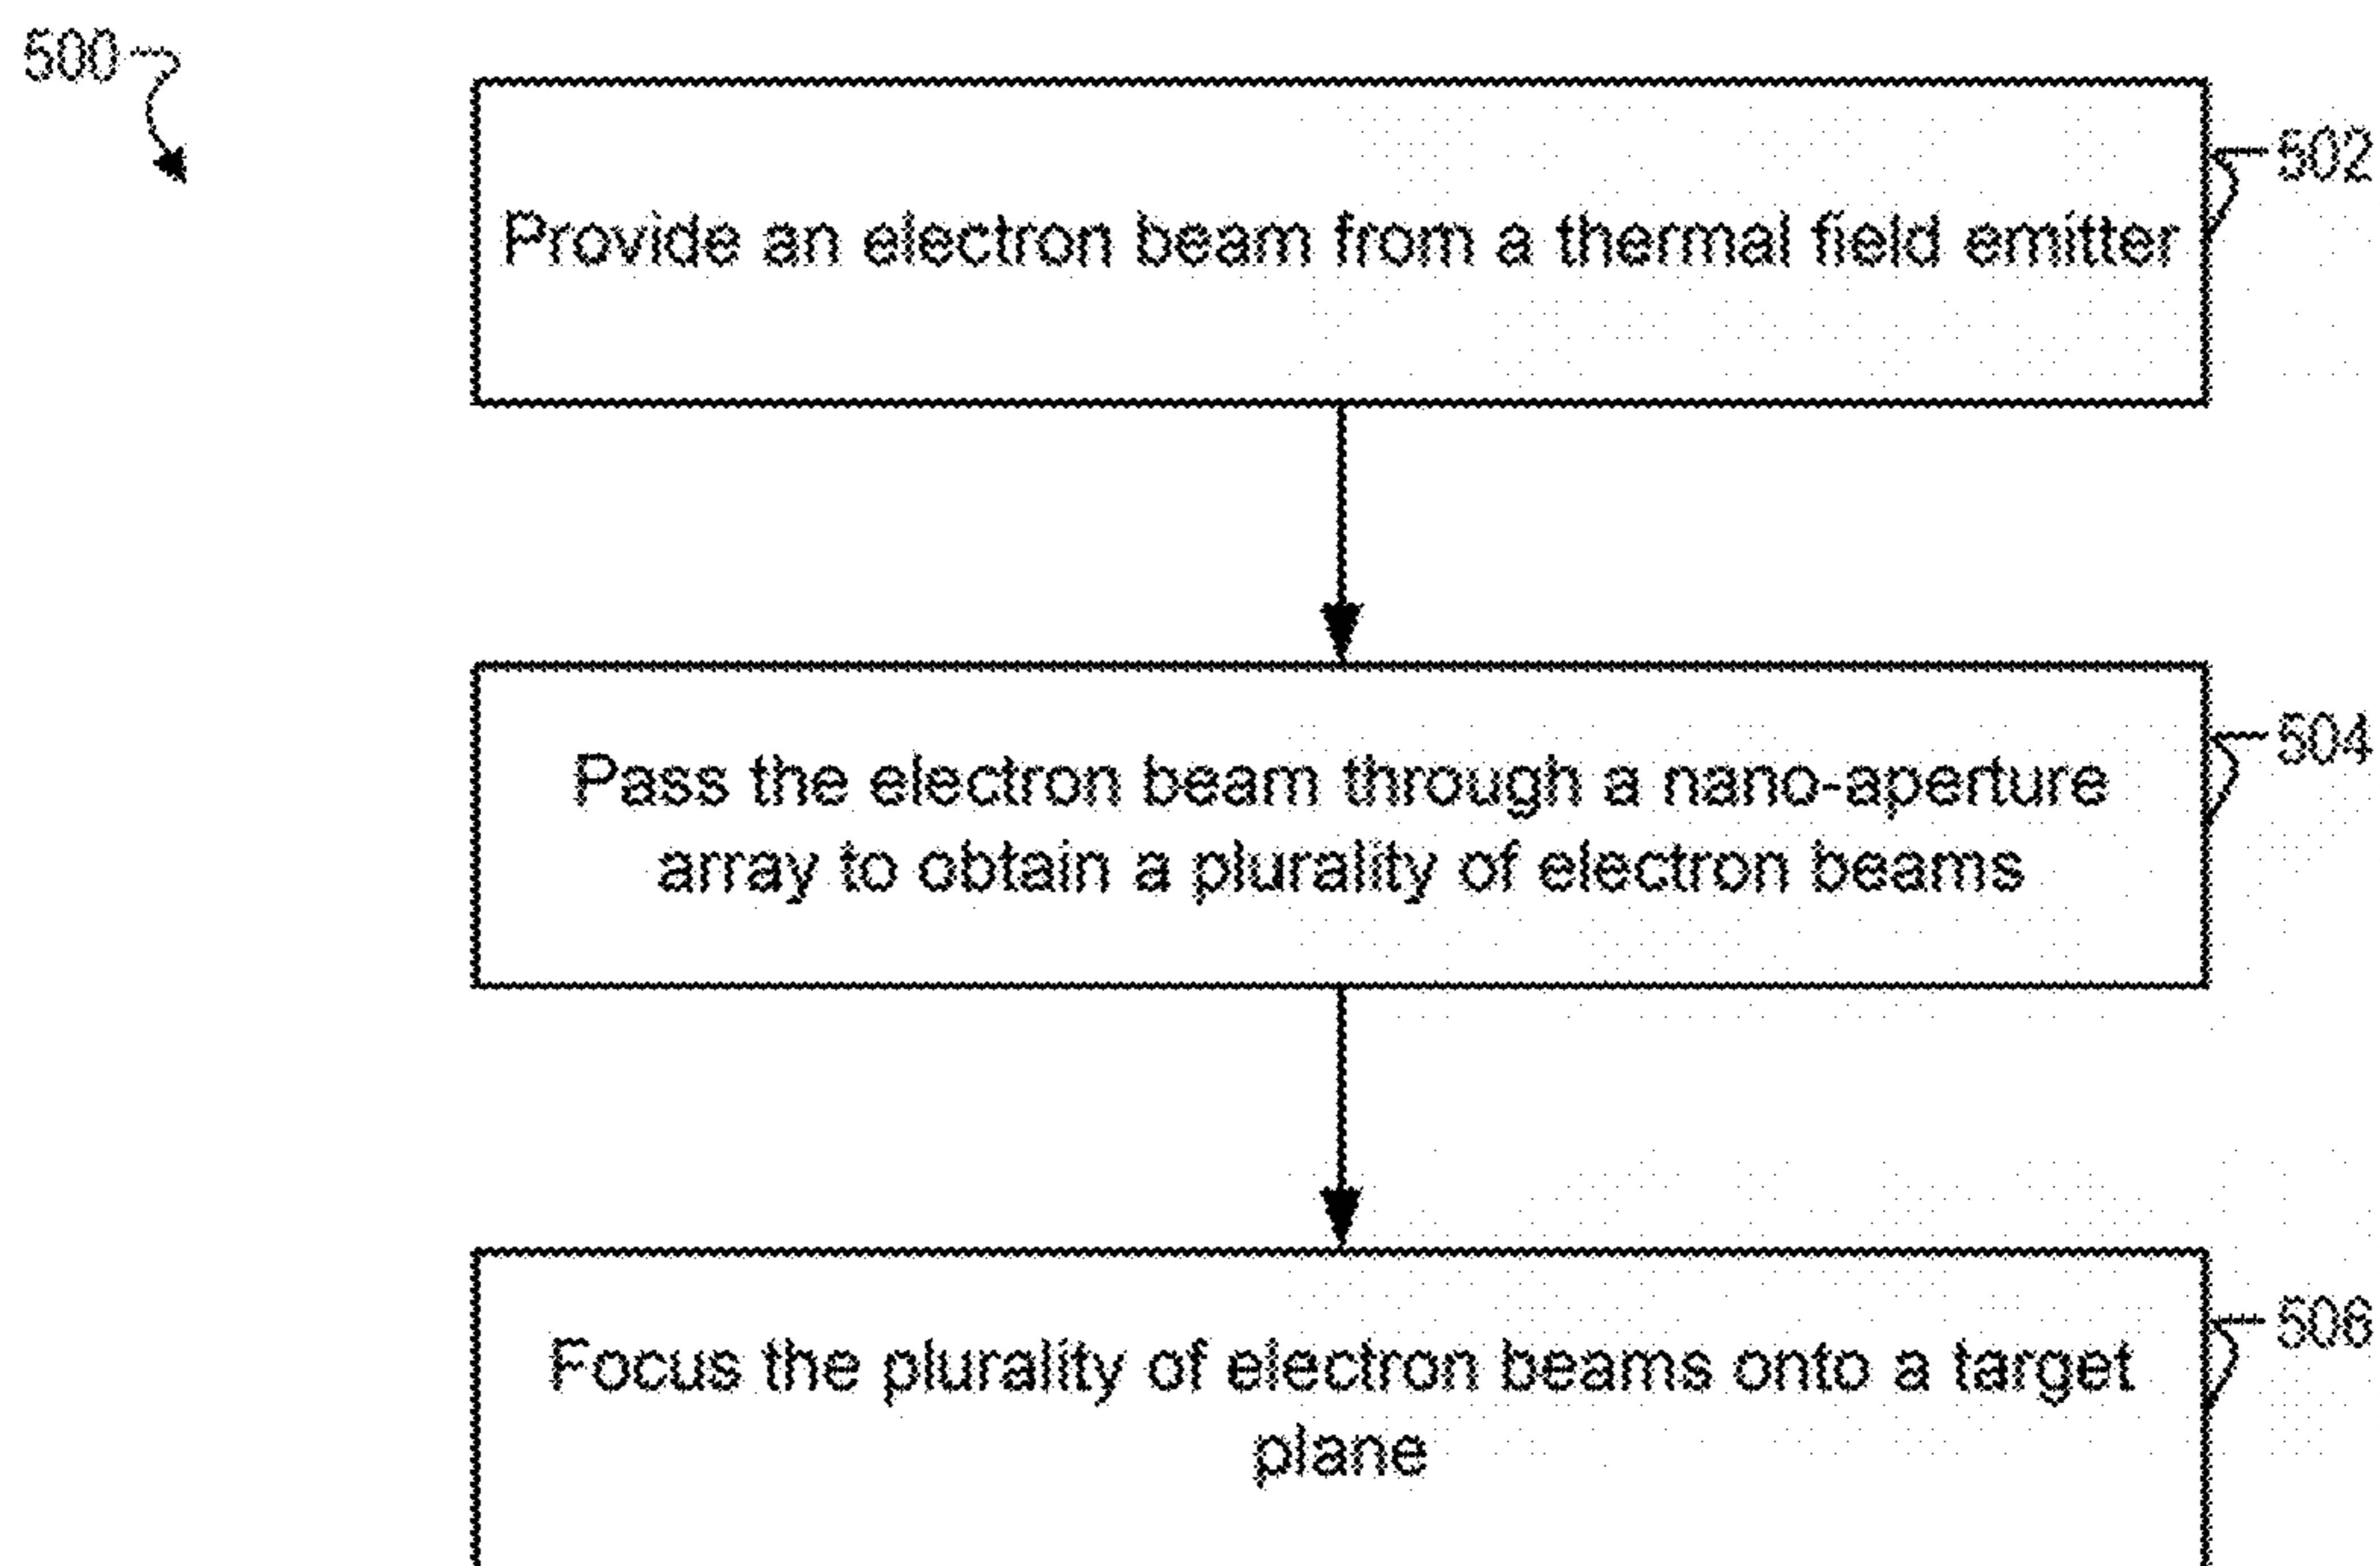 500
Provide an electron beam from a thermal field emitter
502
Pass the electron beam through a nano-aperture
array to obtain a plurality of electron beams
504
Focus the plurality of electron beams onto a target
plane
506